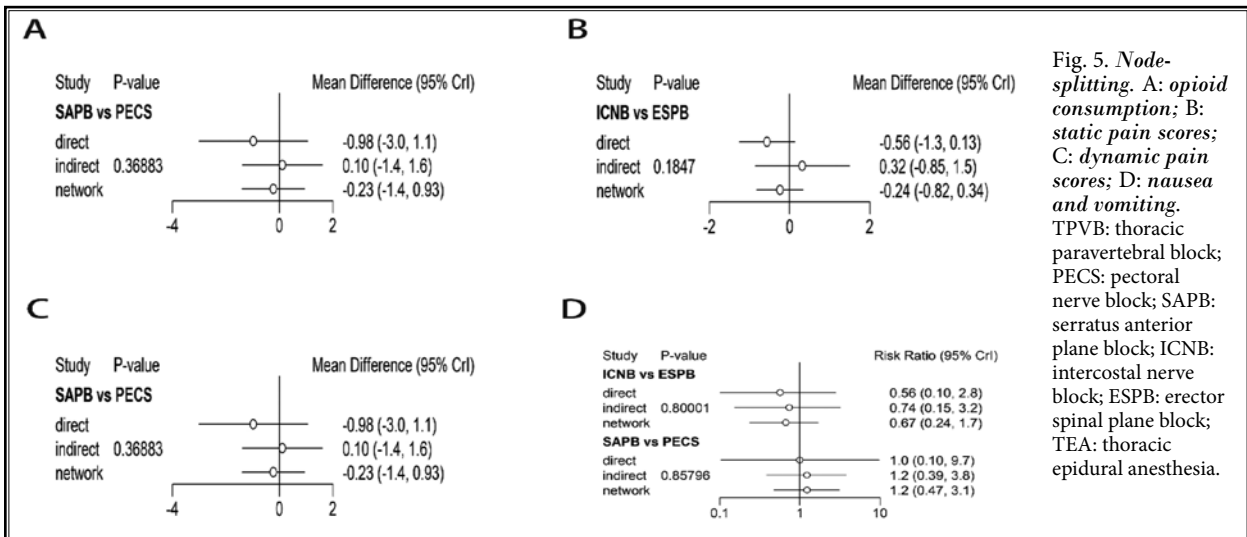 A
Study P-value Mean Difference (95% CrI)
SAPB vs PECS
direct -0.98 (-3.0, 1.1)
indirect 0.36883 0.10 (-1.4, 1.6)
network -0.23 (-1.4, 0.93)
-4 0 2
B
Study P-value Mean Difference (95% CrI)
ICNB vs ESPB
direct -0.56 (-1.3, 0.13)
indirect 0.1847 0.32 (-0.85, 1.5)
network -0.24 (-0.82, 0.34)
-2 0 2
C
Study P-value Mean Difference (95% CrI)
SAPB vs PECS
direct -0.98 (-3.0, 1.1)
indirect 0.36883 0.10 (-1.4, 1.6)
network -0.23 (-1.4, 0.93)
-4 0 2
D
Study P-value Risk Ratio (95% CrI)
ICNB vs ESPB
direct 0.56 (0.10, 2.8)
indirect 0.80001 0.74 (0.15, 3.2)
network 0.67 (0.24, 1.7)
SAPB vs PECS
direct 1.0 (0.10, 9.7)
indirect 0.85796 1.2 (0.39, 3.8)
network 1.2 (0.47, 3.1)
0.1 1 10
Fig. 5. Node-
splitting. A: opioid
consumption; B:
static pain scores;
C: dynamic pain
scores; D: nausea
and vomiting.
TPVB: thoracic
paravertebral block;
PECS: pectoral
nerve block; SAPB:
serratus anterior
plane block; ICNB:
intercostal nerve
block; ESPB: erector
spinal plane block;
TEA: thoracic
epidural anesthesia.